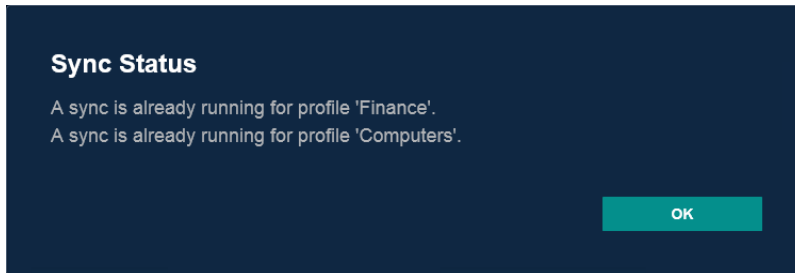 Sync Status
A sync is already running for profile 'Finance'.
A sync is already running for profile 'Computers'.
OK